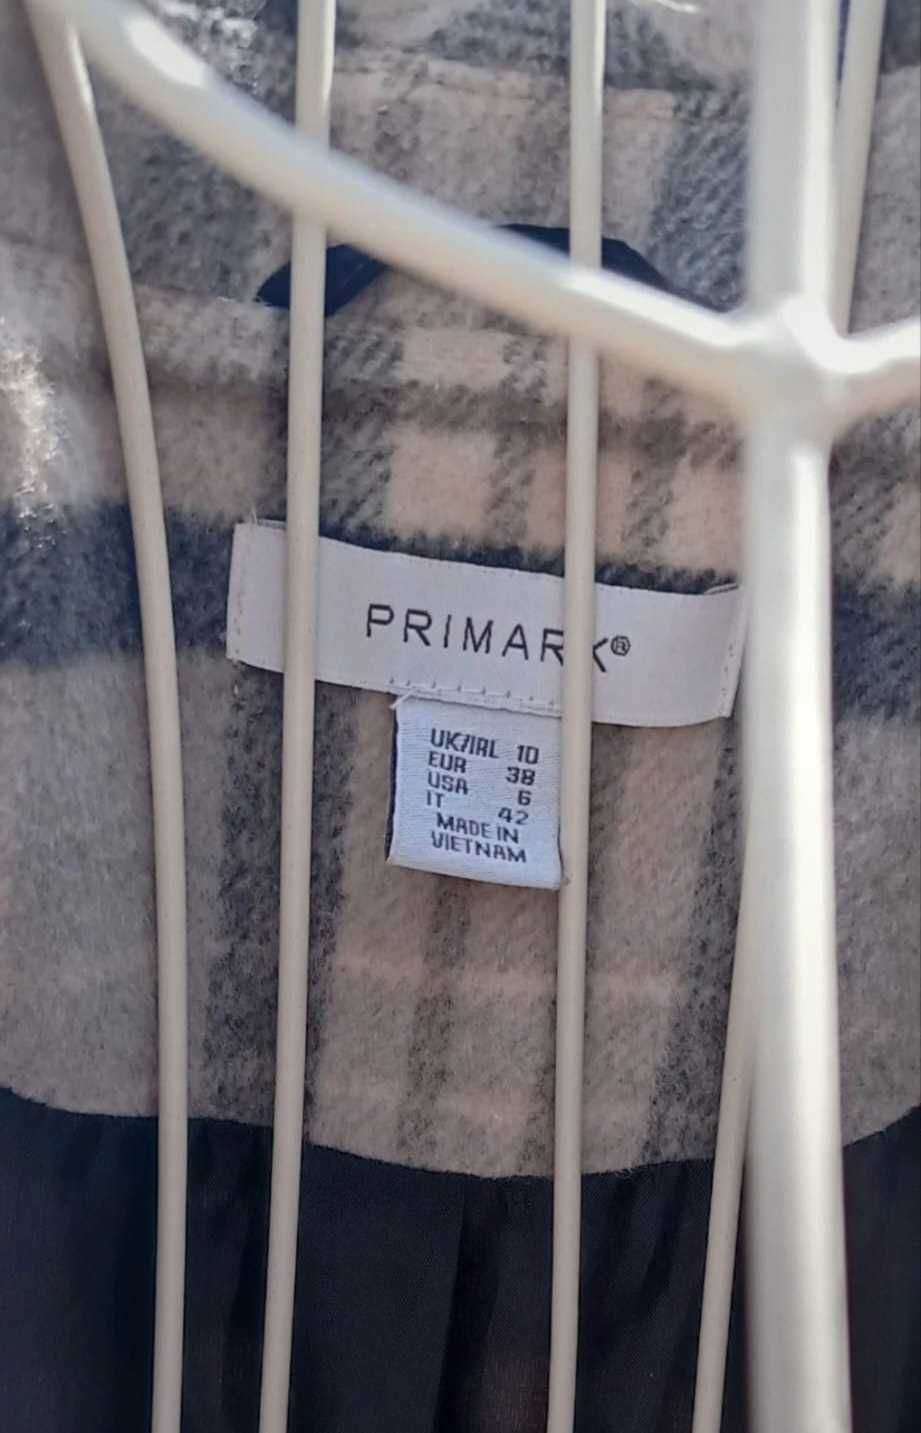 PRIMARK®
UK/IRL 10
EUR 38
USA 6
IT 42
MADE IN
VIETNAM